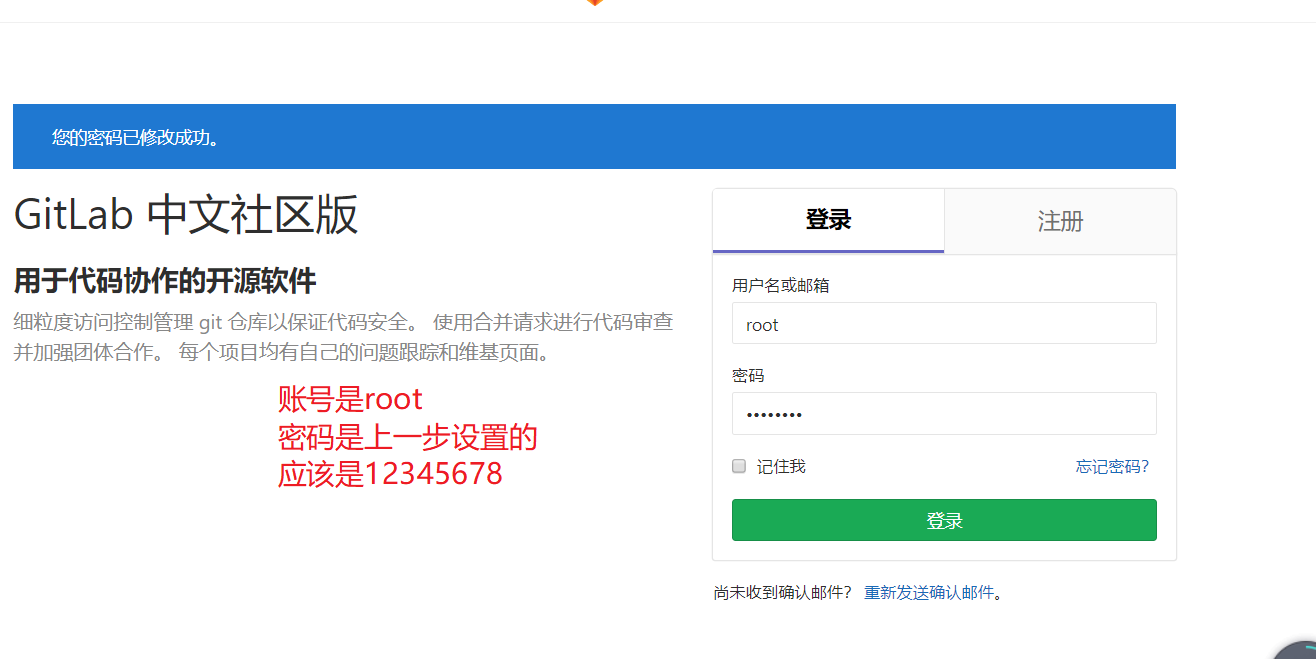 您的密码已修改成功。
GitLab 中文社区版
用于代码协作的开源软件
细粒度访问控制管理 git 仓库以保证代码安全。 使用合并请求进行代码审查
并加强团体合作。 每个项目均有自己的问题跟踪和维基页面。
账号是root
密码是上一步设置的
应该是12345678
登录
注册
用户名或邮箱
root
密码
••••••••
记住我
忘记密码?
登录
尚未收到确认邮件? 重新发送确认邮件。